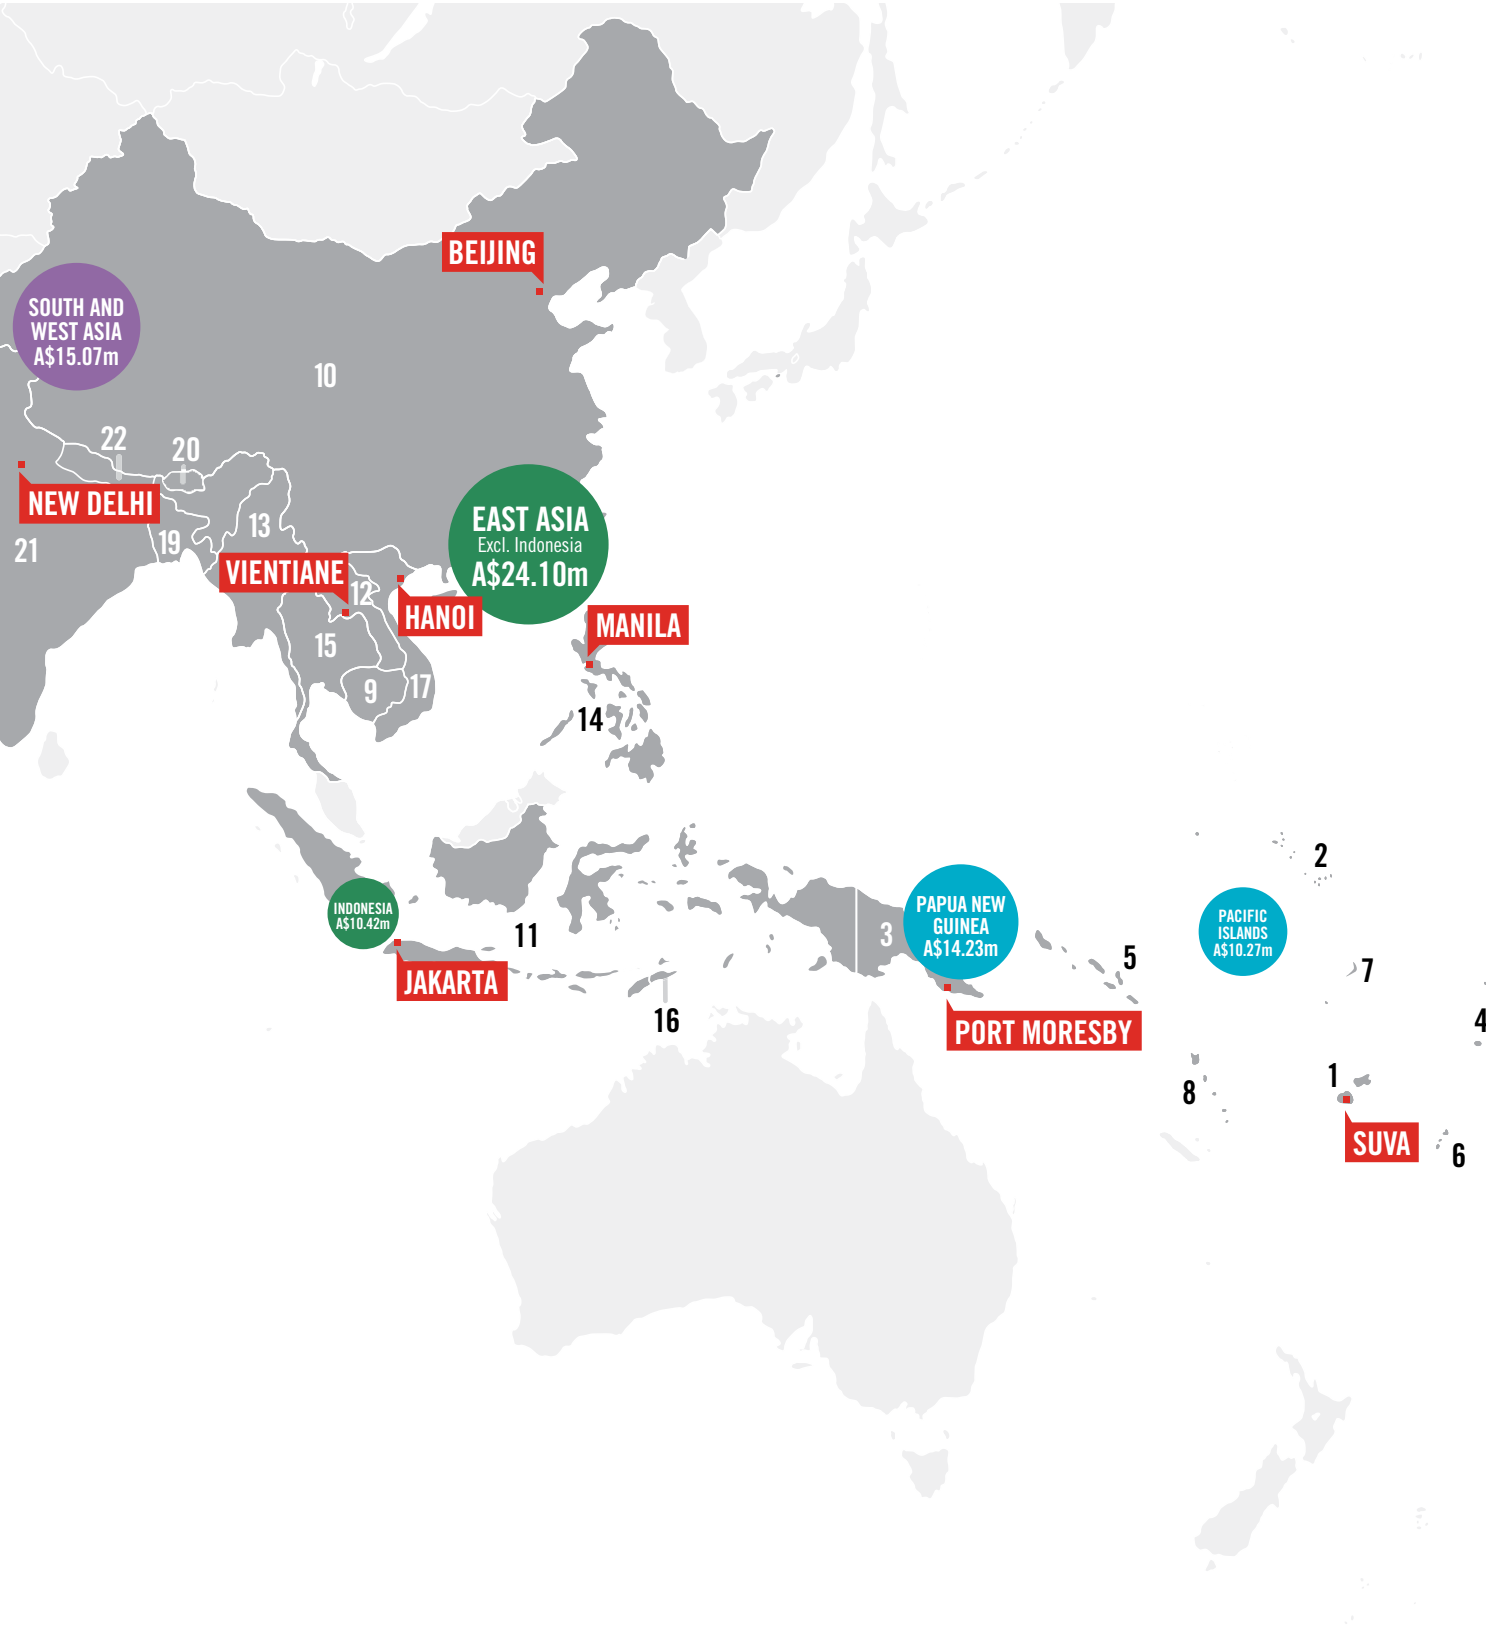 BEIJING
SOUTH AND
WEST ASIA
A$15.07m
10
22
20
NEW DELHI
13
19
21
EAST ASIA
Excl. Indonesia
A$24.10m
VIENTIANE
12
HANOI
MANILA
15
9
17
14
2
INDONESIA
A$10.42m
11
PAPUA NEW
GUINEA
A$14.23m
3
PACIFIC
ISLANDS
A$10.27m
5
7
JAKARTA
16
PORT MORESBY
4
8
1
SUVA
6